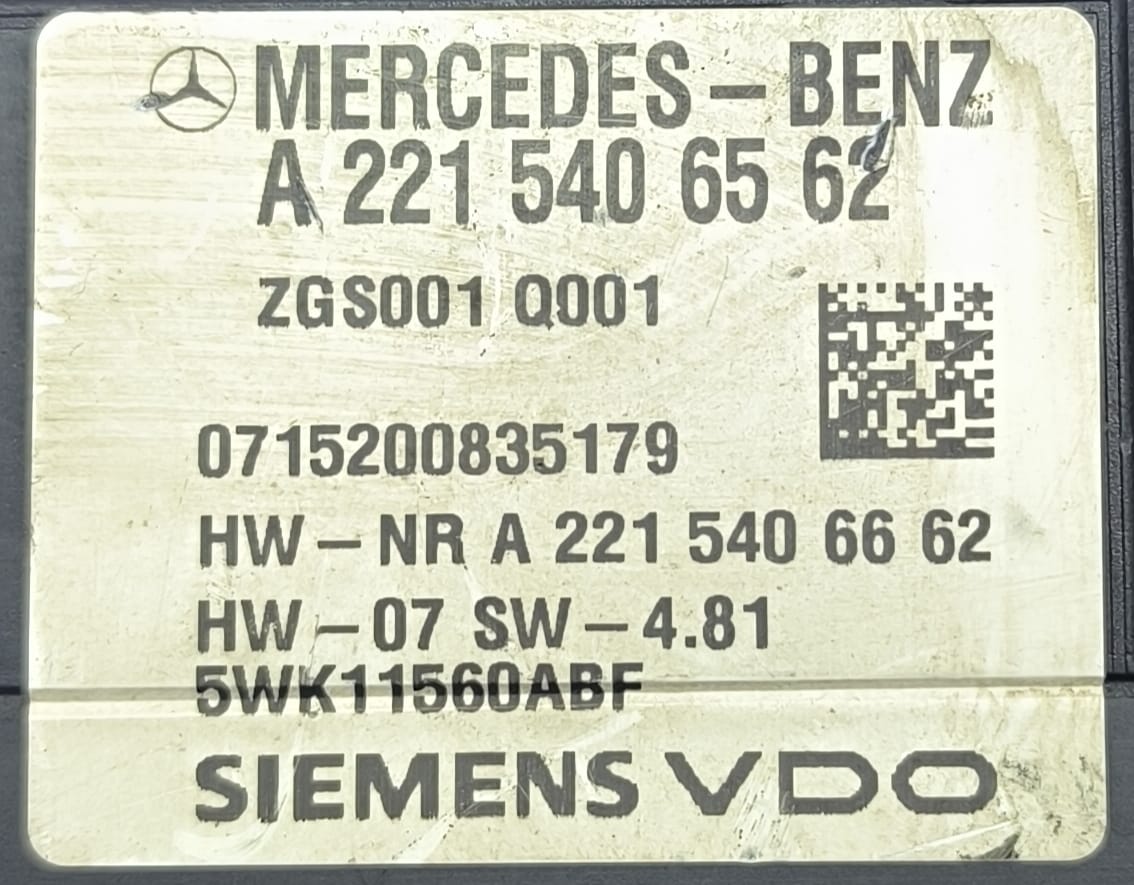 MERCEDES-BENZ
A 221 540 65 62
ZGS001 Q001
0715200835179
HW-NR A 221 540 66 62
HW-07 SW-4.81
5WK11560ABF
SIEMENS VDO